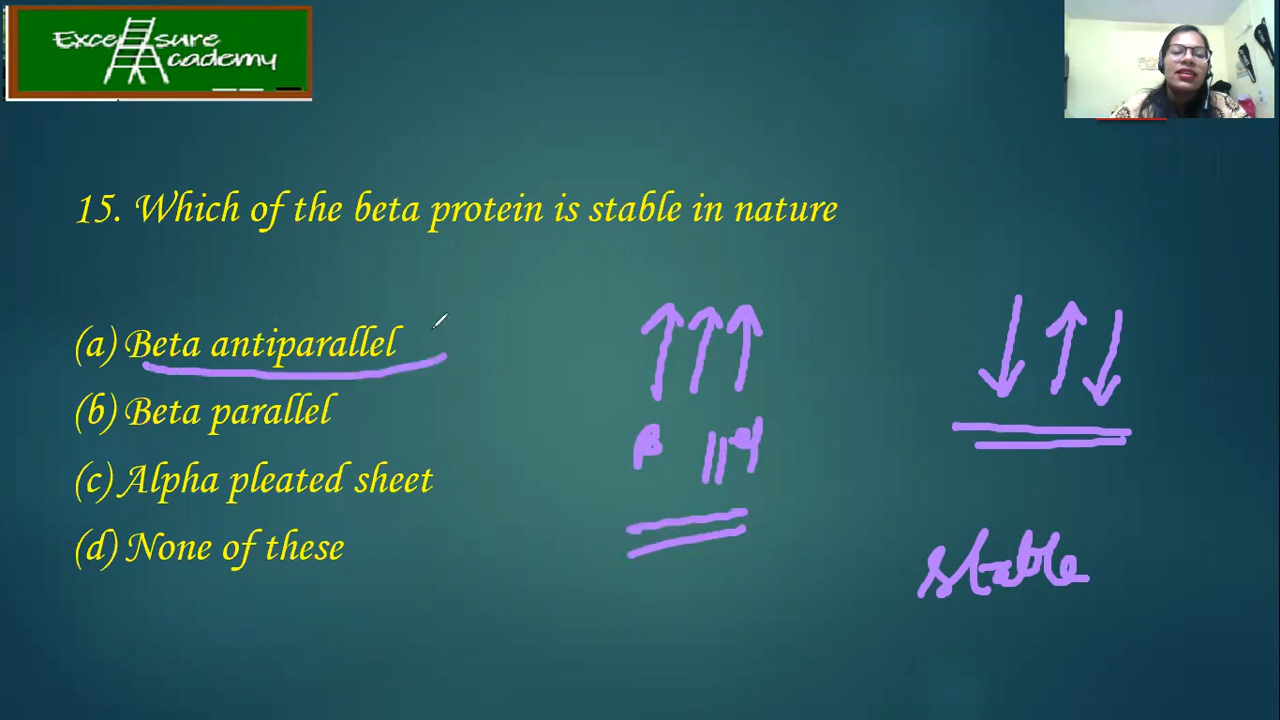 Excel sure
Academy
15. Which of the beta protein is stable in nature
(a) Beta antiparallel
(b) Beta parallel
(c) Alpha pleated sheet
(d) None of these
β ||el
stable